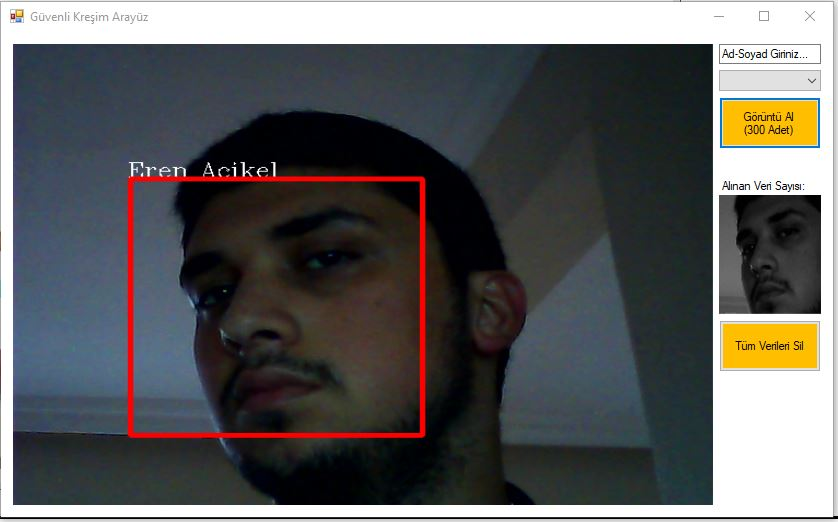 Güvenli Kreşim Arayüz
Eren Acikel
Ad-Soyad Giriniz...
Görüntü Al
(300 Adet)
Alınan Veri Sayısı:
Tüm Verileri Sil